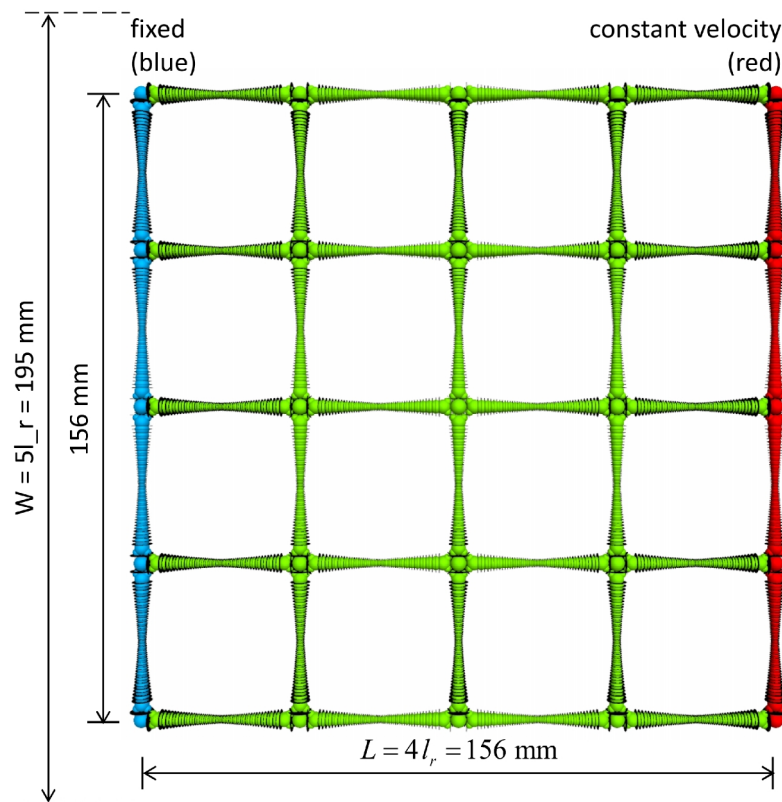 fixed
(blue)
constant velocity
(red)
W = 5l_r = 195 mm
156 mm
L = 4l_r = 156 mm